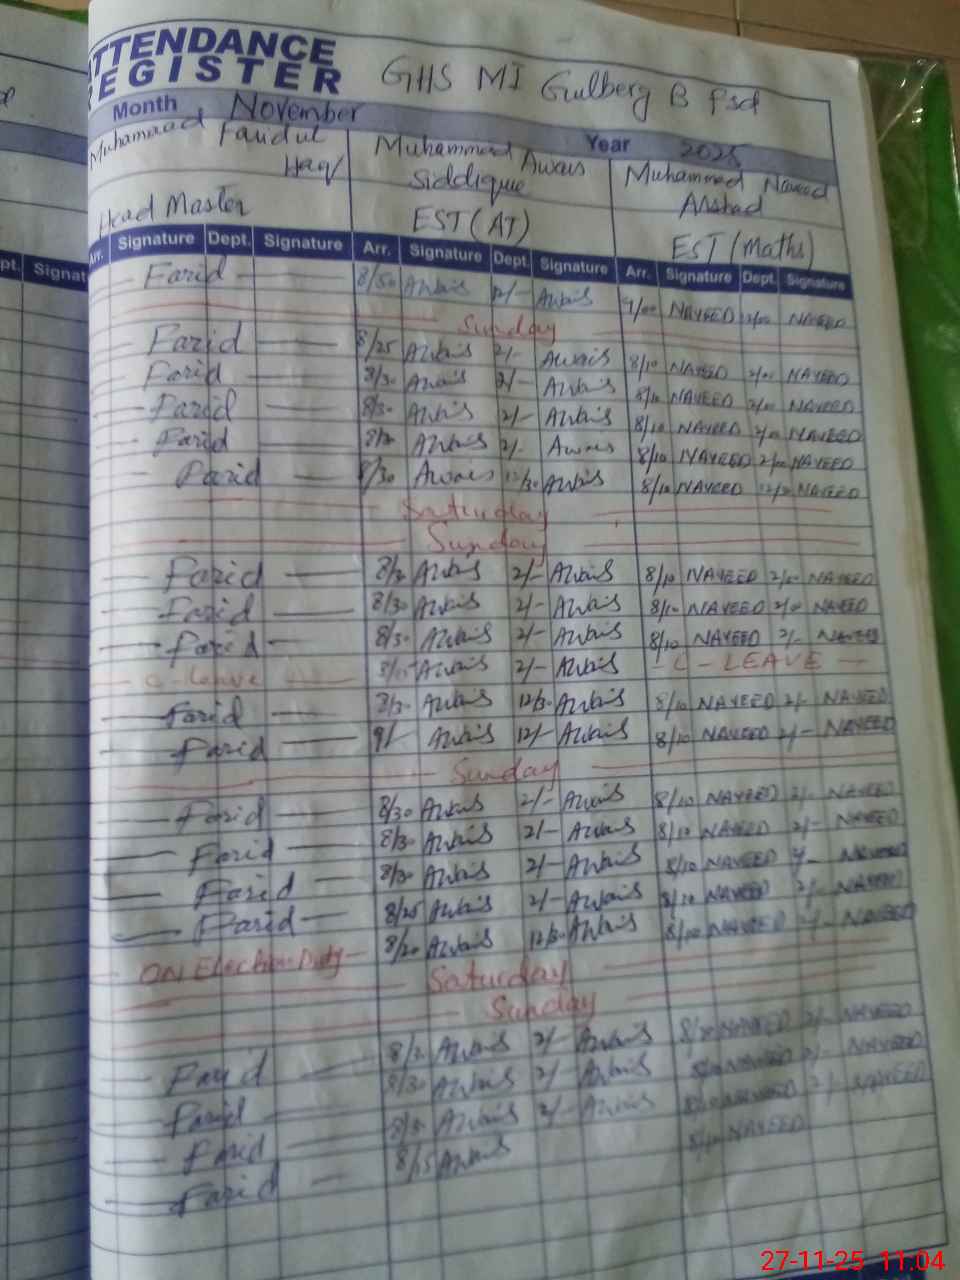 ATTENDANCE
REGISTER GHS MI Gulberg B fsd
Month November Year 2025
Muhammad Faridul Haq Muhammad Awais Siddique Muhammad Naveed Arshad
Head Master EST (AT) EST (Maths)
Arr. Signature Dept. Signature Arr. Signature Dept. Signature Arr. Signature Dept. Signature
Farid 8/50 Awais 12/- Awais 9/00 NAVEED 12/00 NAVEED
Sunday
Farid 8/25 Awais 2/- Awais 8/10 NAVEED 2/00 NAVEED
Farid 8/30 Awais 2/- Awais 8/10 NAVEED 2/00 NAVEED
Farid 8/30 Awais 2/- Awais 8/10 NAVEED 2/00 NAVEED
Farid Awais 2/- Awais 8/10 NAVEED 2/00 NAVEED
Farid 8/30 Awais 12/30 Awais 8/10 NAVEED NAVEED
Saturday
Sunday
Farid Awais 2/- Awais 8/10 NAVEED 2/00 NAVEED
Farid 8/30 Awais 2/- Awais 8/10 NAVEED 2/00 NAVEED
Farid 8/30 Awais 2/- Awais 8/10 NAVEED 2/- NAVEED
C-Leave Awais 2/- Awais C-LEAVE
Farid Awais 12/30 Awais 8/10 NAVEED 2/- NAVEED
Farid 9/- Awais 12/- Awais 8/10 NAVEED 2/- NAVEED
Sunday
Farid 8/30 Awais 2/- Awais 8/10 NAVEED 2/- NAVEED
Farid 8/30 Awais 2/- Awais 8/10 NAVEED 2/- NAVEED
Farid 8/30 Awais 2/- Awais 8/10 NAVEED NAVEED
Farid 8/25 Awais 2/- Awais 8/10 NAVEED 2/- NAVEED
ON Election Duty 8/20 Awais 12/30 Awais NAVEED 2/- NAVEED
Saturday
Sunday
Farid Awais 2/- Awais NAVEED 2/- NAVEED
Farid 8/30 Awais 2/- Awais NAVEED 2/- NAVEED
Farid Awais 2/- Awais NAVEED 2/- NAVEED
Farid 8/15 Awais NAVEED
27-11-25 11:04